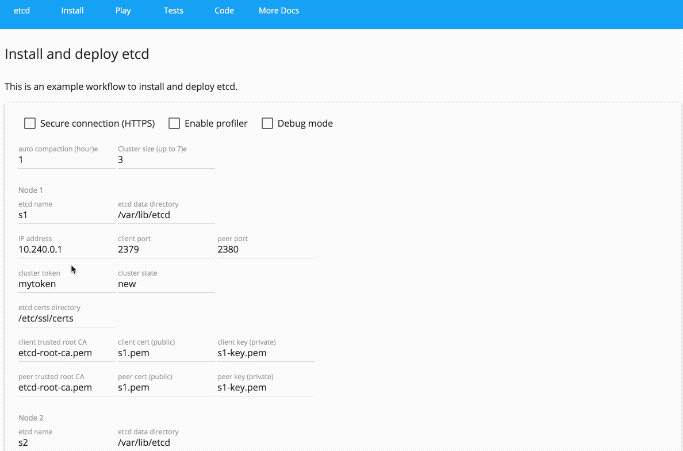 etcd Install Play Tests Code More Docs
Install and deploy etcd
This is an example workflow to install and deploy etcd.
Secure connection (HTTPS) Enable profiler Debug mode
auto compaction (hour)e Cluster size (up to 7)e
1 3
Node 1
etcd name etcd data directory
s1 /var/lib/etcd
IP address client port peer port
10.240.0.1 2379 2380
cluster token cluster state
mytoken new
etcd certs directory
/etc/ssl/certs
client trusted root CA client cert (public) client key (private)
etcd-root-ca.pem s1.pem s1-key.pem
peer trusted root CA peer cert (public) peer key (private)
etcd-root-ca.pem s1.pem s1-key.pem
Node 2
etcd name etcd data directory
s2 /var/lib/etcd